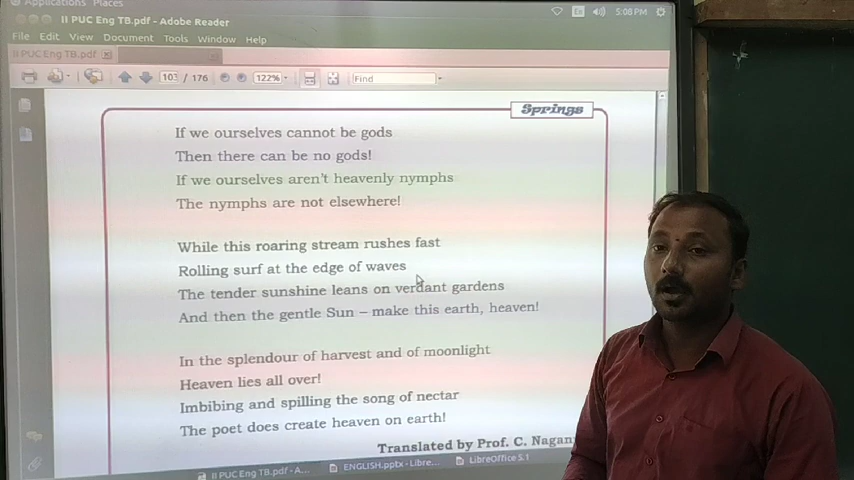 Applications Places
5:08 PM
II PUC Eng TB.pdf - Adobe Reader
File Edit View Document Tools Window Help
II PUC Eng TB.pdf
103 / 176 122% Find
Springs
If we ourselves cannot be gods
Then there can be no gods!
If we ourselves aren't heavenly nymphs
The nymphs are not elsewhere!
While this roaring stream rushes fast
Rolling surf at the edge of waves
The tender sunshine leans on verdant gardens
And then the gentle Sun – make this earth, heaven!
In the splendour of harvest and of moonlight
Heaven lies all over!
Imbibing and spilling the song of nectar
The poet does create heaven on earth!
Translated by Prof. C. Nagan
II PUC Eng TB.pdf - A... ENGLISH.pptx - Libre... LibreOffice 5.1